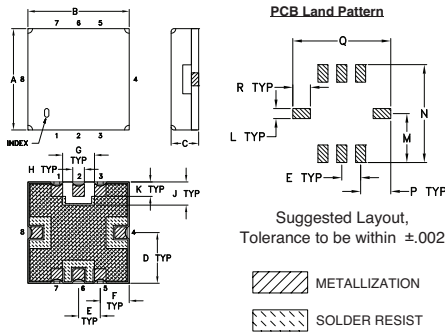 PCB Land Pattern
B
7 6 5
A
8
4
INDEX
1 2 3
C
Q
R TYP
L TYP
N
M
E TYP
P TYP
G
TYP
H TYP
1 2 3
K TYP
J TYP
8
4
D TYP
7 6 5
E
TYP
F
TYP
Suggested Layout,
Tolerance to be within ±.002
METALLIZATION
SOLDER RESIST